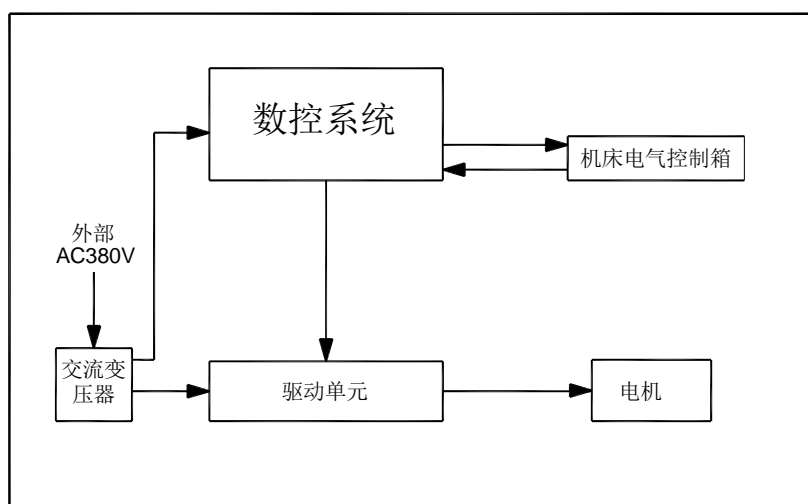 数控系统
机床电气控制箱
外部
AC380V
交流变
压器
驱动单元
电机